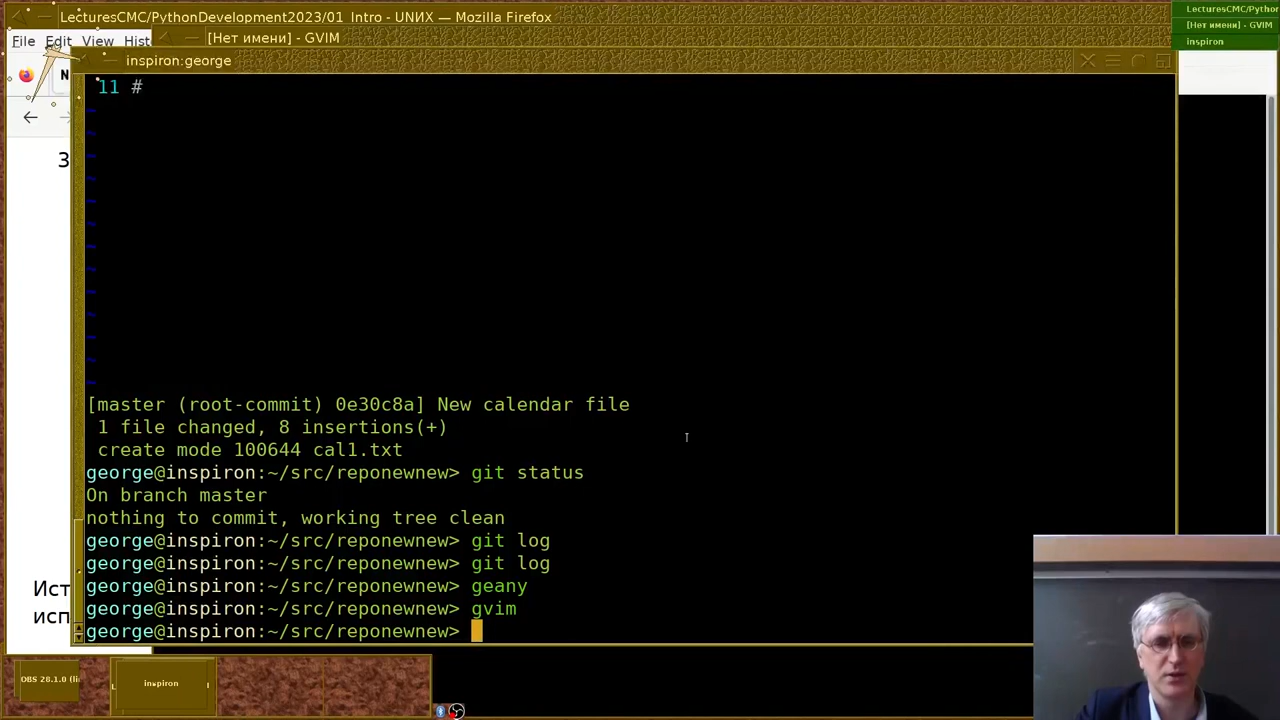 LecturesCMC/PythonDevelopment2023/01_Intro - UNИX — Mozilla Firefox
LecturesCMC/Python
[Нет имени] - GVIM
inspiron
File Edit View Hist
[Нет имени] - GVIM
inspiron:george
N
3
11 #
[master (root-commit) 0e30c8a] New calendar file
1 file changed, 8 insertions(+)
create mode 100644 cal1.txt
george@inspiron:~/src/reponewnew> git status
On branch master
nothing to commit, working tree clean
george@inspiron:~/src/reponewnew> git log
george@inspiron:~/src/reponewnew> git log
george@inspiron:~/src/reponewnew> geany
george@inspiron:~/src/reponewnew> gvim
george@inspiron:~/src/reponewnew>
Ист
исп
OBS 28.1.0 (li
inspiron